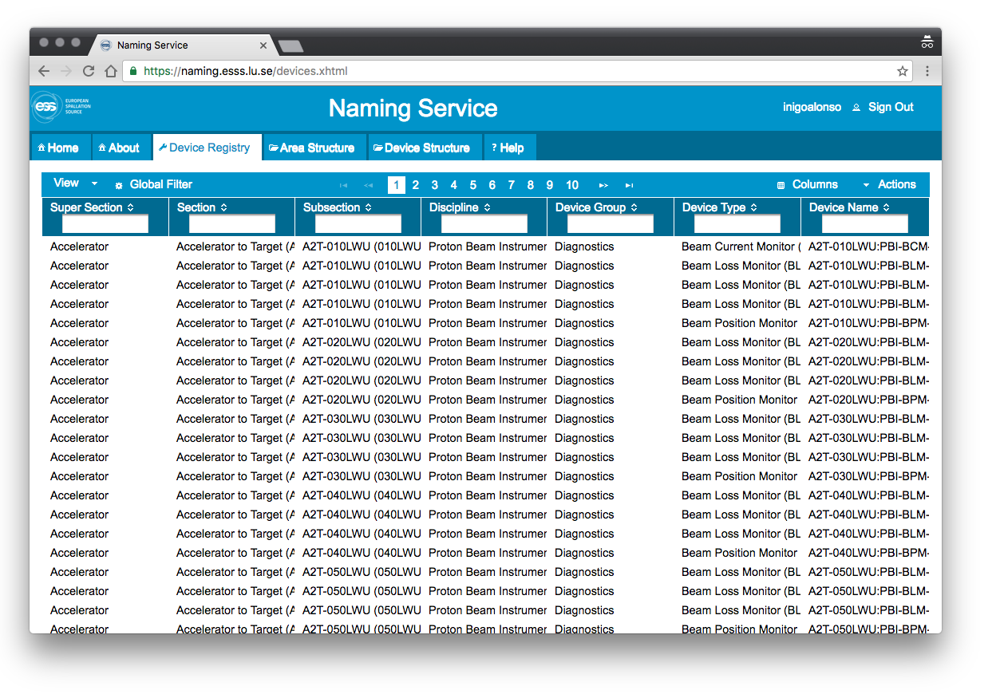 Naming Service
https://naming.esss.lu.se/devices.xhtml
ess EUROPEAN SPALLATION SOURCE
Naming Service
inigoalonso Sign Out
Home About Device Registry Area Structure Device Structure ? Help
View Global Filter 1 2 3 4 5 6 7 8 9 10 Columns Actions
Super Section Section Subsection Discipline Device Group Device Type Device Name
Accelerator Accelerator to Target (A A2T-010LWU (010LWU Proton Beam Instrumer Diagnostics Beam Current Monitor ( A2T-010LWU:PBI-BCM-
Accelerator Accelerator to Target (A A2T-010LWU (010LWU Proton Beam Instrumer Diagnostics Beam Loss Monitor (BL A2T-010LWU:PBI-BLM-
Accelerator Accelerator to Target (A A2T-010LWU (010LWU Proton Beam Instrumer Diagnostics Beam Loss Monitor (BL A2T-010LWU:PBI-BLM-
Accelerator Accelerator to Target (A A2T-010LWU (010LWU Proton Beam Instrumer Diagnostics Beam Loss Monitor (BL A2T-010LWU:PBI-BLM-
Accelerator Accelerator to Target (A A2T-010LWU (010LWU Proton Beam Instrumer Diagnostics Beam Position Monitor A2T-010LWU:PBI-BPM-
Accelerator Accelerator to Target (A A2T-020LWU (020LWU Proton Beam Instrumer Diagnostics Beam Loss Monitor (BL A2T-020LWU:PBI-BLM-
Accelerator Accelerator to Target (A A2T-020LWU (020LWU Proton Beam Instrumer Diagnostics Beam Loss Monitor (BL A2T-020LWU:PBI-BLM-
Accelerator Accelerator to Target (A A2T-020LWU (020LWU Proton Beam Instrumer Diagnostics Beam Loss Monitor (BL A2T-020LWU:PBI-BLM-
Accelerator Accelerator to Target (A A2T-020LWU (020LWU Proton Beam Instrumer Diagnostics Beam Position Monitor A2T-020LWU:PBI-BPM-
Accelerator Accelerator to Target (A A2T-030LWU (030LWU Proton Beam Instrumer Diagnostics Beam Loss Monitor (BL A2T-030LWU:PBI-BLM-
Accelerator Accelerator to Target (A A2T-030LWU (030LWU Proton Beam Instrumer Diagnostics Beam Loss Monitor (BL A2T-030LWU:PBI-BLM-
Accelerator Accelerator to Target (A A2T-030LWU (030LWU Proton Beam Instrumer Diagnostics Beam Loss Monitor (BL A2T-030LWU:PBI-BLM-
Accelerator Accelerator to Target (A A2T-030LWU (030LWU Proton Beam Instrumer Diagnostics Beam Position Monitor A2T-030LWU:PBI-BPM-
Accelerator Accelerator to Target (A A2T-040LWU (040LWU Proton Beam Instrumer Diagnostics Beam Loss Monitor (BL A2T-040LWU:PBI-BLM-
Accelerator Accelerator to Target (A A2T-040LWU (040LWU Proton Beam Instrumer Diagnostics Beam Loss Monitor (BL A2T-040LWU:PBI-BLM-
Accelerator Accelerator to Target (A A2T-040LWU (040LWU Proton Beam Instrumer Diagnostics Beam Loss Monitor (BL A2T-040LWU:PBI-BLM-
Accelerator Accelerator to Target (A A2T-040LWU (040LWU Proton Beam Instrumer Diagnostics Beam Position Monitor A2T-040LWU:PBI-BPM-
Accelerator Accelerator to Target (A A2T-050LWU (050LWU Proton Beam Instrumer Diagnostics Beam Loss Monitor (BL A2T-050LWU:PBI-BLM-
Accelerator Accelerator to Target (A A2T-050LWU (050LWU Proton Beam Instrumer Diagnostics Beam Loss Monitor (BL A2T-050LWU:PBI-BLM-
Accelerator Accelerator to Target (A A2T-050LWU (050LWU Proton Beam Instrumer Diagnostics Beam Loss Monitor (BL A2T-050LWU:PBI-BLM-
Accelerator Accelerator to Target (A A2T-050LWU (050LWU Proton Beam Instrumer Diagnostics Beam Position Monitor A2T-050LWU:PBI-BPM-